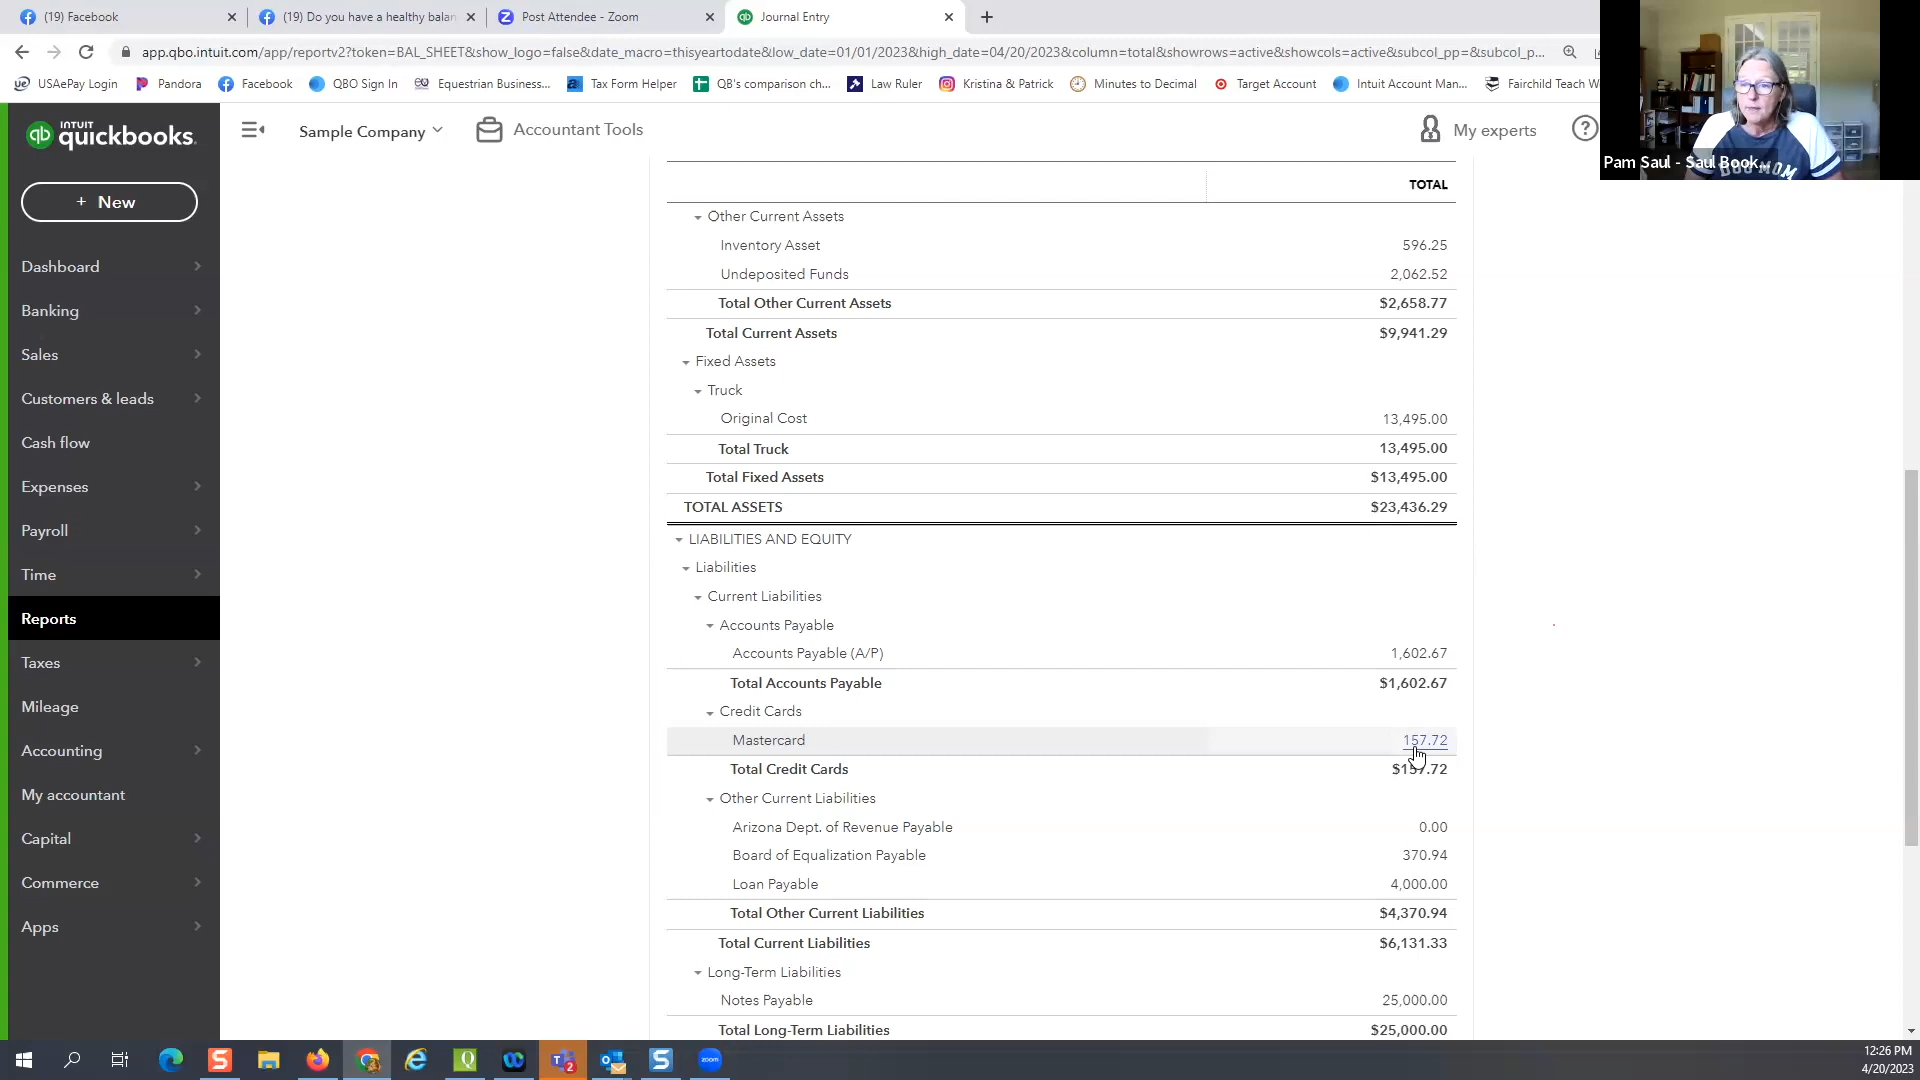 (19) Facebook
(19) Do you have a healthy balan
Post Attendee - Zoom
Journal Entry
app.qbo.intuit.com/app/reportv2?token=BAL_SHEET&show_logo=false&date_macro=thisyeartodate&low_date=01/01/2023&high_date=04/20/2023&column=total&showrows=active&showcols=active&subcol_pp=&subcol_p...
USAePay Login
Pandora
Facebook
QBO Sign In
Equestrian Business...
Tax Form Helper
QB's comparison ch...
Law Ruler
Kristina & Patrick
Minutes to Decimal
Target Account
Intuit Account Man...
Fairchild Teach W
Pam Saul - Saul Book...
DOG MOM
INTUIT
quickbooks.
Sample Company
Accountant Tools
My experts
?
+ New
Dashboard
Banking
Sales
Customers & leads
Cash flow
Expenses
Payroll
Time
Reports
Taxes
Mileage
Accounting
My accountant
Capital
Commerce
Apps
TOTAL
Other Current Assets
Inventory Asset 596.25
Undeposited Funds 2,062.52
Total Other Current Assets $2,658.77
Total Current Assets $9,941.29
Fixed Assets
Truck
Original Cost 13,495.00
Total Truck 13,495.00
Total Fixed Assets $13,495.00
TOTAL ASSETS $23,436.29
LIABILITIES AND EQUITY
Liabilities
Current Liabilities
Accounts Payable
Accounts Payable (A/P) 1,602.67
Total Accounts Payable $1,602.67
Credit Cards
Mastercard 157.72
Total Credit Cards $157.72
Other Current Liabilities
Arizona Dept. of Revenue Payable 0.00
Board of Equalization Payable 370.94
Loan Payable 4,000.00
Total Other Current Liabilities $4,370.94
Total Current Liabilities $6,131.33
Long-Term Liabilities
Notes Payable 25,000.00
Total Long-Term Liabilities $25,000.00
12:26 PM
4/20/2023